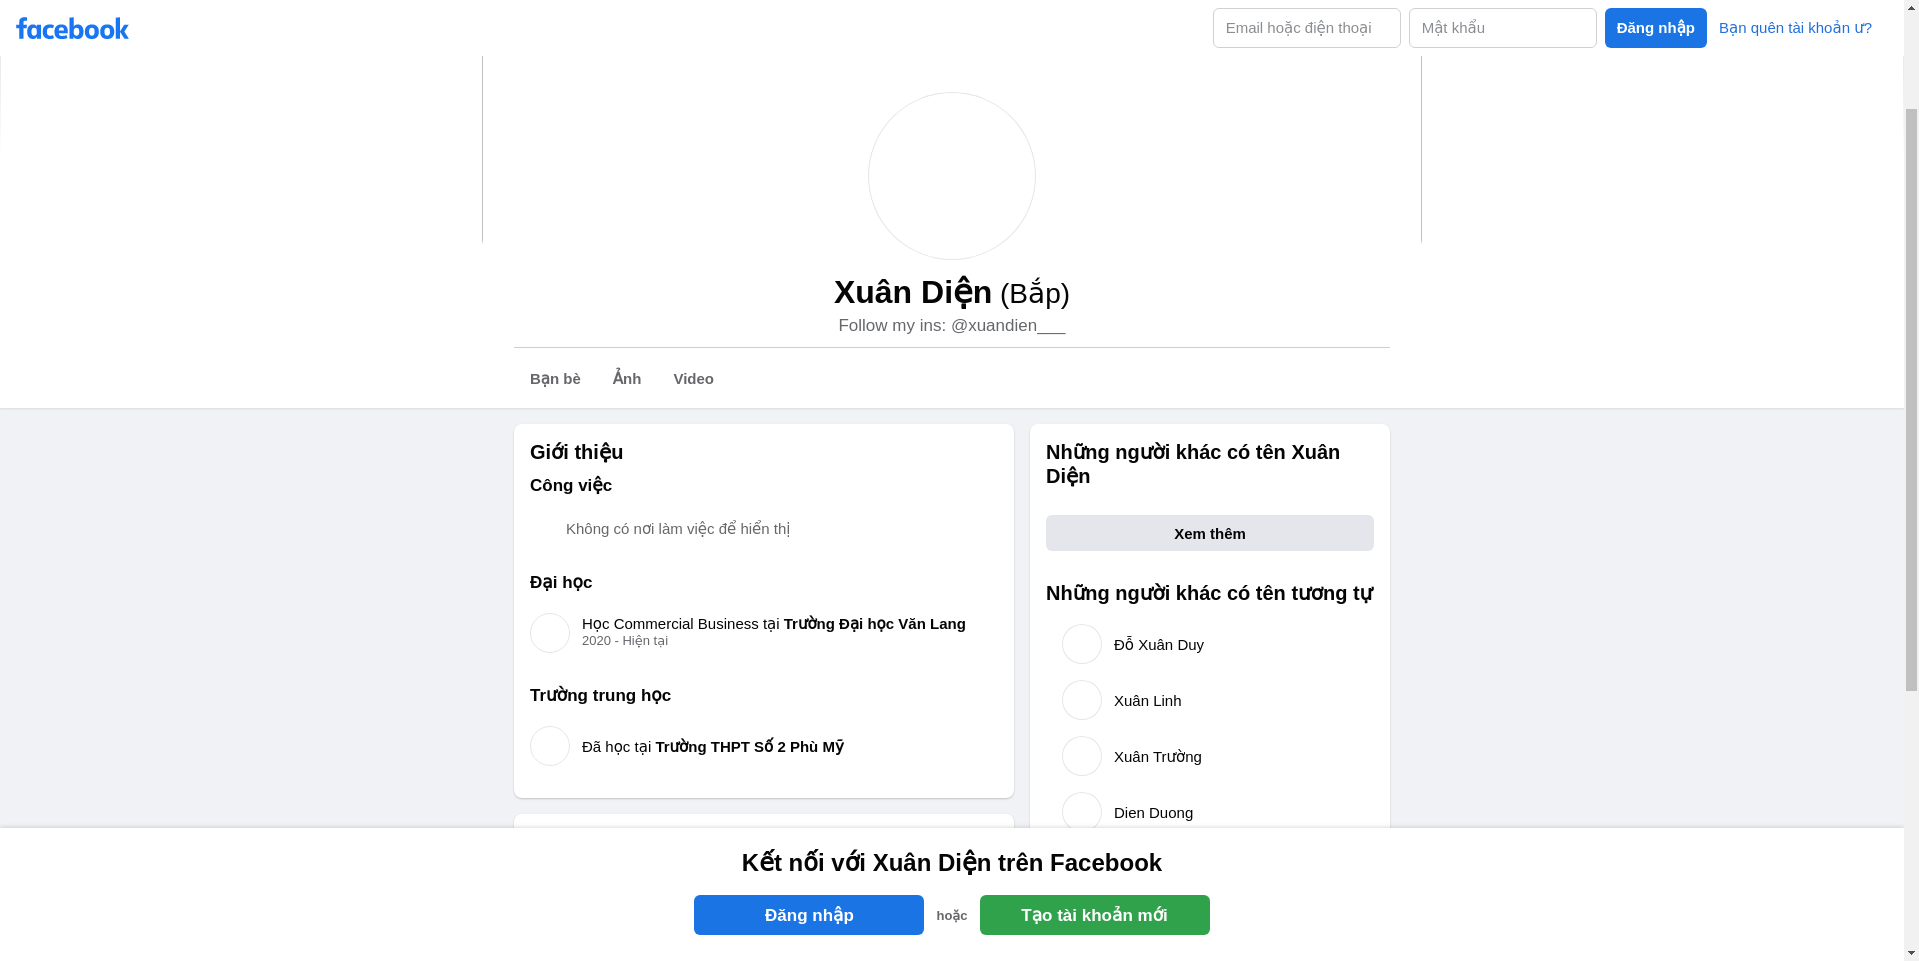 facebook
Email hoặc điện thoại
Mật khẩu
Đăng nhập
Bạn quên tài khoản ư?
Xuân Diện (Bắp)
Follow my ins: @xuandien___
Bạn bè
Ảnh
Video
Giới thiệu
Công việc
Không có nơi làm việc để hiển thị
Đại học
Học Commercial Business tại Trường Đại học Văn Lang
2020 - Hiện tại
Trường trung học
Đã học tại Trường THPT Số 2 Phù Mỹ
Những người khác có tên Xuân
Diện
Xem thêm
Những người khác có tên tương tự
Đỗ Xuân Duy
Xuân Linh
Xuân Trường
Dien Duong
Kết nối với Xuân Diện trên Facebook
Đăng nhập
hoặc
Tạo tài khoản mới